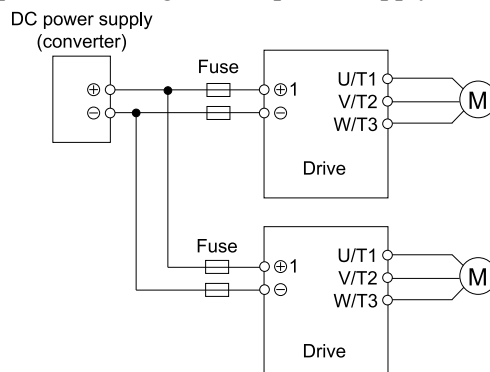 DC power supply
(converter)
Fuse
⊕
⊖
⊕1
⊖
U/T1
V/T2
W/T3
M
Drive
Fuse
⊕1
⊖
U/T1
V/T2
W/T3
M
Drive